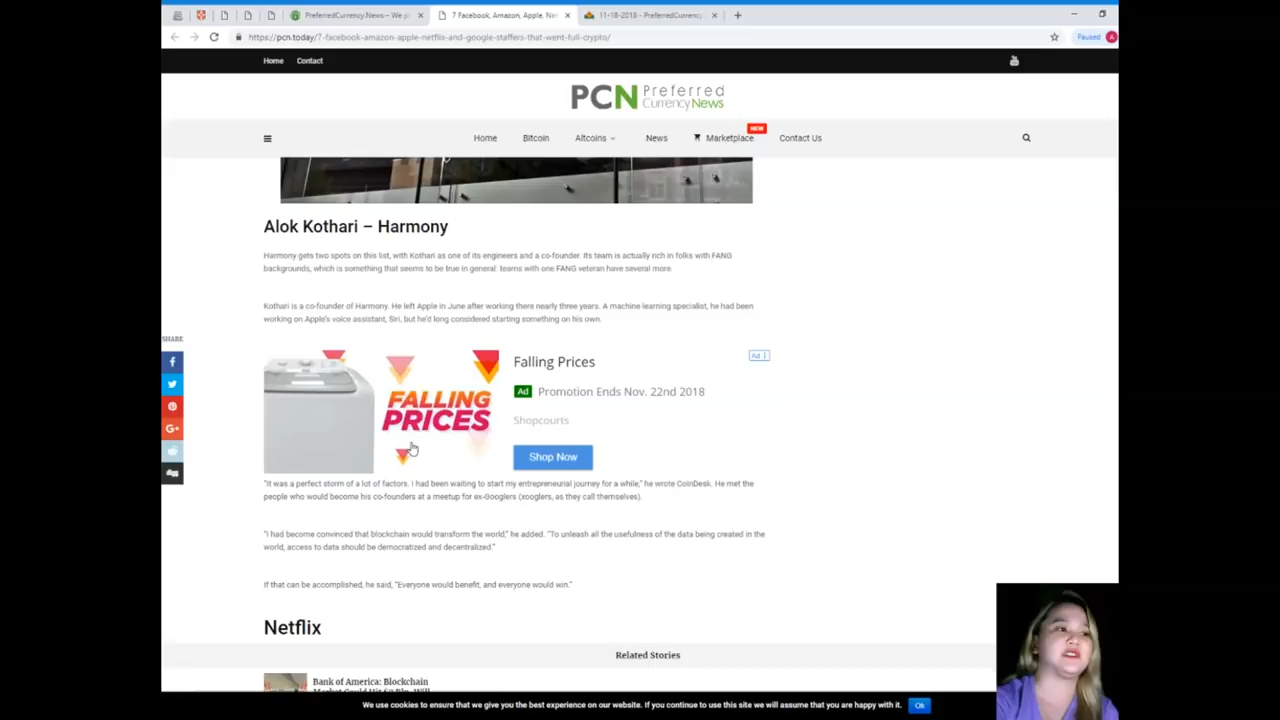 PreferredCurrency.News – We p
7 Facebook, Amazon, Apple, Net
11-18-2018 - PreferredCurrency
https://pcn.today/7-facebook-amazon-apple-netflix-and-google-staffers-that-went-full-crypto/
Paused
A
Home
Contact
PCN Preferred
Currency News
NEW
Home
Bitcoin
Altcoins
News
Marketplace
Contact Us
Alok Kothari – Harmony
Harmony gets two spots on this list, with Kothari as one of its engineers and a co-founder. Its team is actually rich in folks with FANG
backgrounds, which is something that seems to be true in general: teams with one FANG veteran have several more.
Kothari is a co-founder of Harmony. He left Apple in June after working there nearly three years. A machine learning specialist, he had been
working on Apple's voice assistant, Siri, but he'd long considered starting something on his own.
SHARE
FALLING
PRICES
Falling Prices
Ad
Ad Promotion Ends Nov. 22nd 2018
Shopcourts
Shop Now
"It was a perfect storm of a lot of factors. I had been waiting to start my entrepreneurial journey for a while," he wrote CoinDesk. He met the
people who would become his co-founders at a meetup for ex-Googlers (xooglers, as they call themselves).
"I had become convinced that blockchain would transform the world," he added. "To unleash all the usefulness of the data being created in the
world, access to data should be democratized and decentralized."
If that can be accomplished, he said, "Everyone would benefit, and everyone would win."
Netflix
Related Stories
Bank of America: Blockchain
We use cookies to ensure that we give you the best experience on our website. If you continue to use this site we will assume that you are happy with it.
Ok